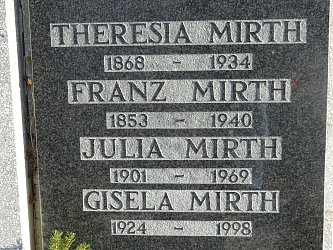 THERESIA MIRTH
1868 - 1934
FRANZ MIRTH
1853 - 1940
JULIA MIRTH
1901 - 1969
GISELA MIRTH
1924 - 1998